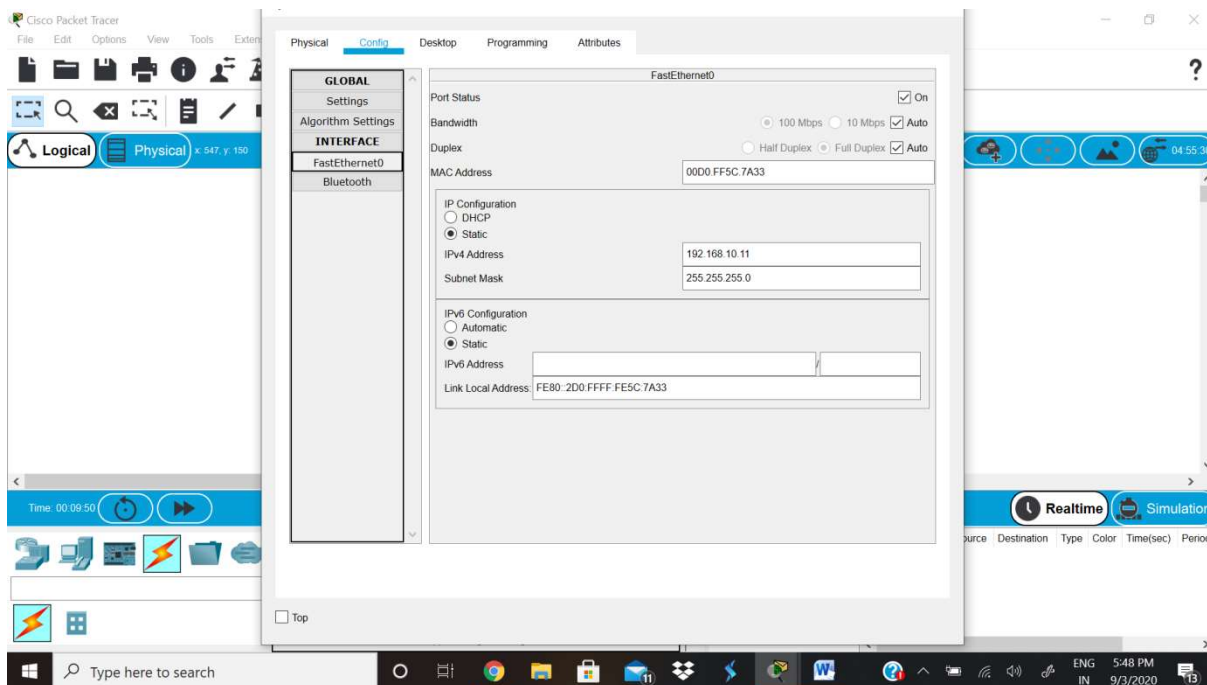 Cisco Packet Tracer
File Edit Options View Tools Exten
Physical Config Desktop Programming Attributes
?
Logical
Physical x: 547, y: 150
04:55:30
GLOBAL
Settings
Algorithm Settings
INTERFACE
FastEthernet0
Bluetooth
FastEthernet0
Port Status On
Bandwidth 100 Mbps 10 Mbps Auto
Duplex Half Duplex Full Duplex Auto
MAC Address 00D0.FF5C.7A33
IP Configuration
DHCP
Static
IPv4 Address 192.168.10.11
Subnet Mask 255.255.255.0
IPv6 Configuration
Automatic
Static
IPv6 Address /
Link Local Address: FE80::2D0:FFFF:FE5C:7A33
Time: 00:09:50
Realtime Simulation
ource Destination Type Color Time(sec) Perio
Top
Type here to search
11
W
ENG
IN
5:48 PM
9/3/2020
13